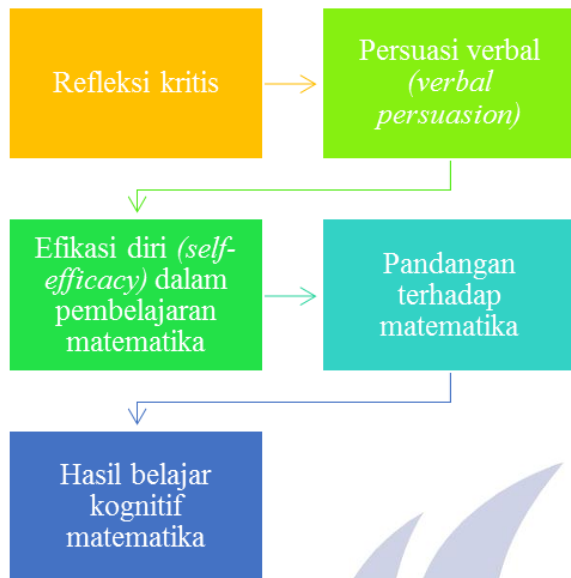 Refleksi kritis
Persuasi verbal
(verbal
persuasion)
Efikasi diri (self-
efficacy) dalam
pembelajaran
matematika
Pandangan
terhadap
matematika
Hasil belajar
kognitif
matematika